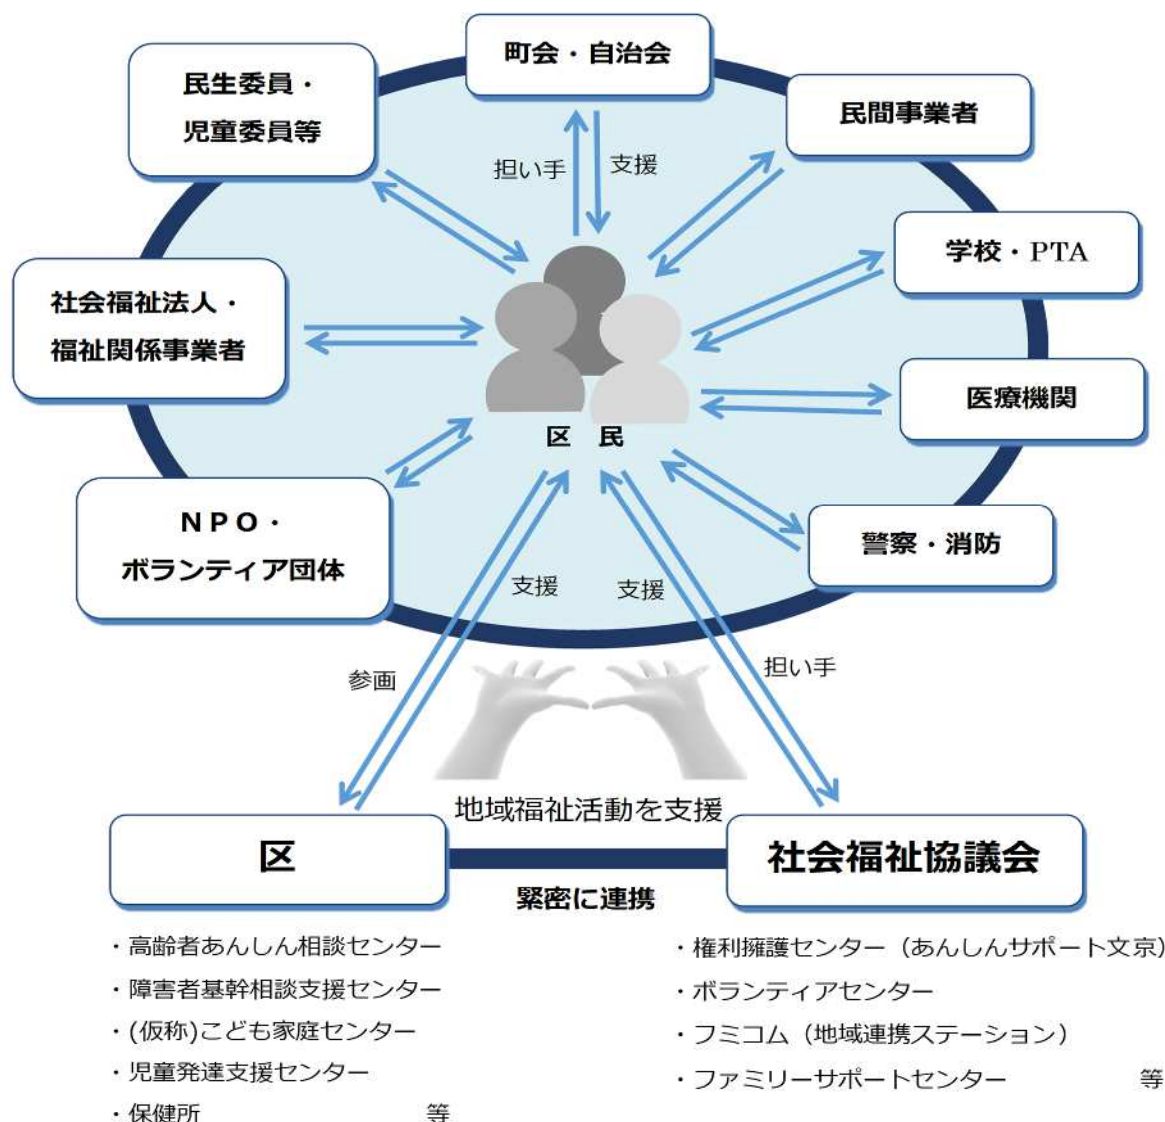 町会・自治会
民生委員・
児童委員等
民間事業者
担い手
支援
学校・PTA
社会福祉法人・
福祉関係事業者
医療機関
区 民
NPO・
ボランティア団体
警察・消防
支援
支援
参画
担い手
地域福祉活動を支援
区
社会福祉協議会
緊密に連携
・高齢者あんしん相談センター
・障害者基幹相談支援センター
・(仮称)こども家庭センター
・児童発達支援センター
・保健所 等
・権利擁護センター（あんしんサポート文京）
・ボランティアセンター
・フミコム（地域連携ステーション）
・ファミリーサポートセンター 等